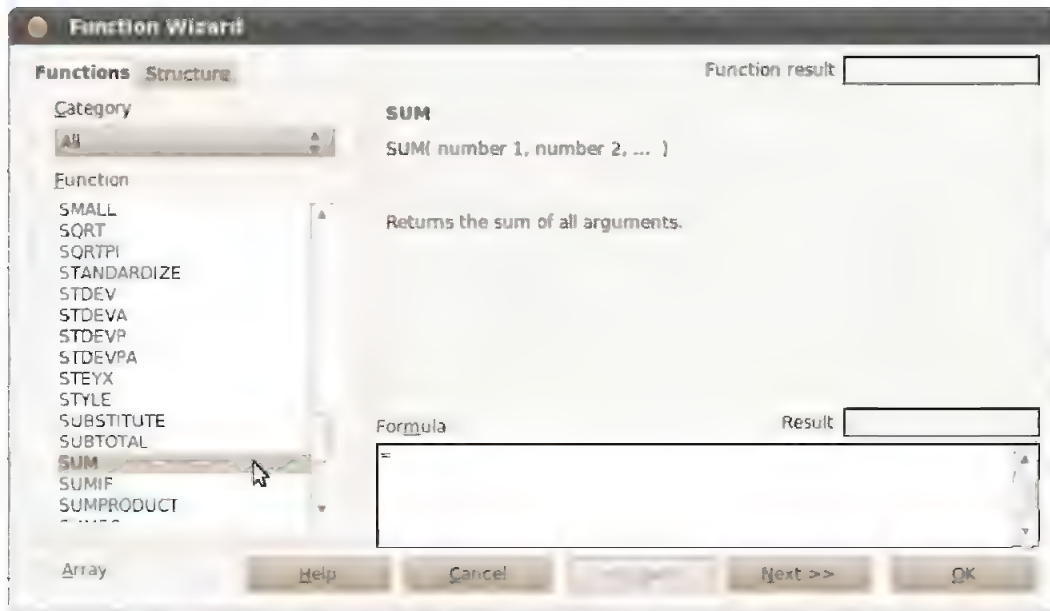 Function Wizard
Functions Structure
Function result
Category
All
Function
SMALL
SQRT
SQRTPI
STANDARDIZE
STDEV
STDEVA
STDEVP
STDEVPA
STEYX
STYLE
SUBSTITUTE
SUBTOTAL
SUM
SUMIF
SUMPRODUCT
SUM
SUM( number 1, number 2, ... )
Returns the sum of all arguments.
Formula
Result
=
Array
Help
Cancel
Next >>
OK